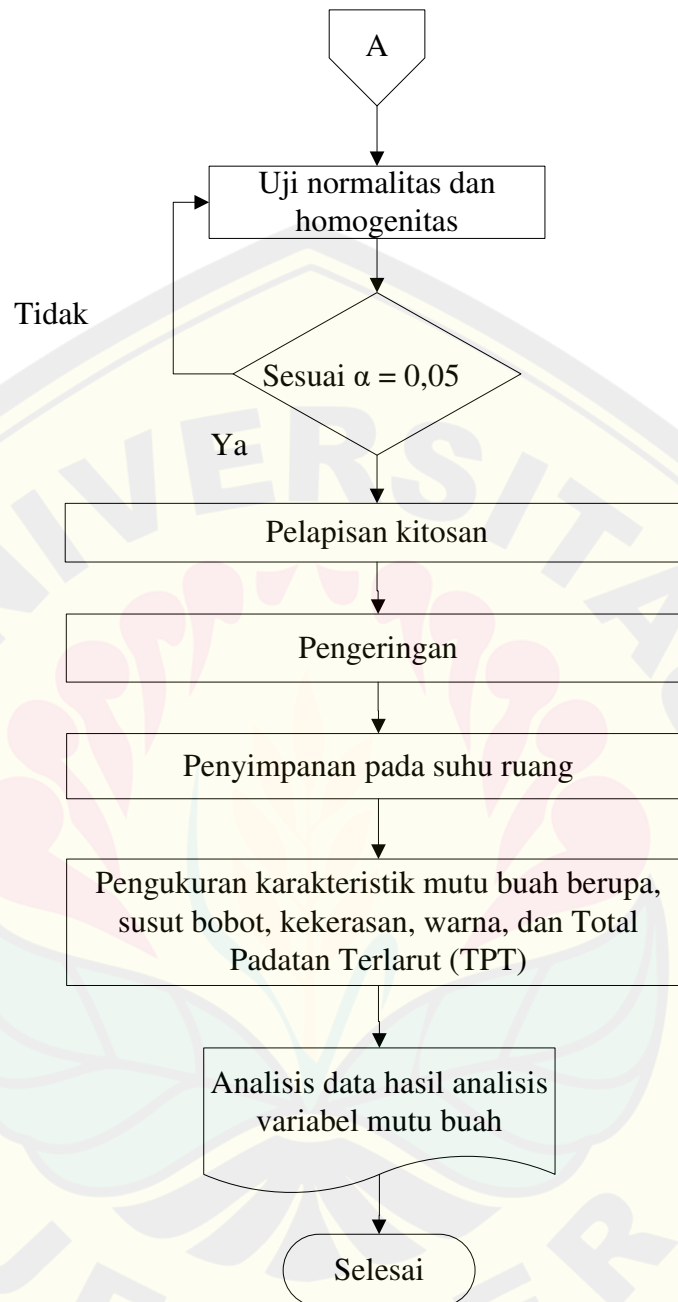 A
Uji normalitas dan
homogenitas
Tidak
Sesuai α = 0,05
Ya
Pelapisan kitosan
Pengeringan
Penyimpanan pada suhu ruang
Pengukuran karakteristik mutu buah berupa,
susut bobot, kekerasan, warna, dan Total
Padatan Terlarut (TPT)
Analisis data hasil analisis
variabel mutu buah
Selesai